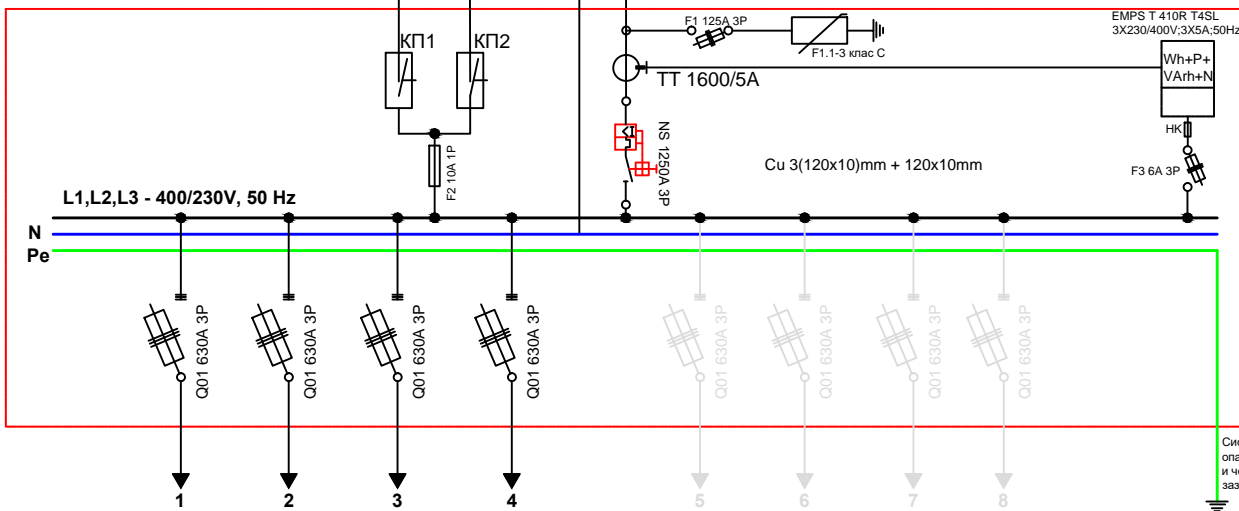 EMPS T 410R T4SL
3X230/400V;3X5A;50Hz
F1 125A 3P
F1.1-3 клас C
КП1
КП2
TT 1600/5A
Wh+P+
VArh+N
НК
F3 6A 3P
NS 1250A 3P
F2 10A 1P
Cu 3(120x10)mm + 120x10mm
L1,L2,L3 - 400/230V, 50 Hz
N
Pe
Q01 630A 3P
Q01 630A 3P
Q01 630A 3P
Q01 630A 3P
Q01 630A 3P
Q01 630A 3P
Q01 630A 3P
Q01 630A 3P
и
1
2
3
4
5
6
7
8